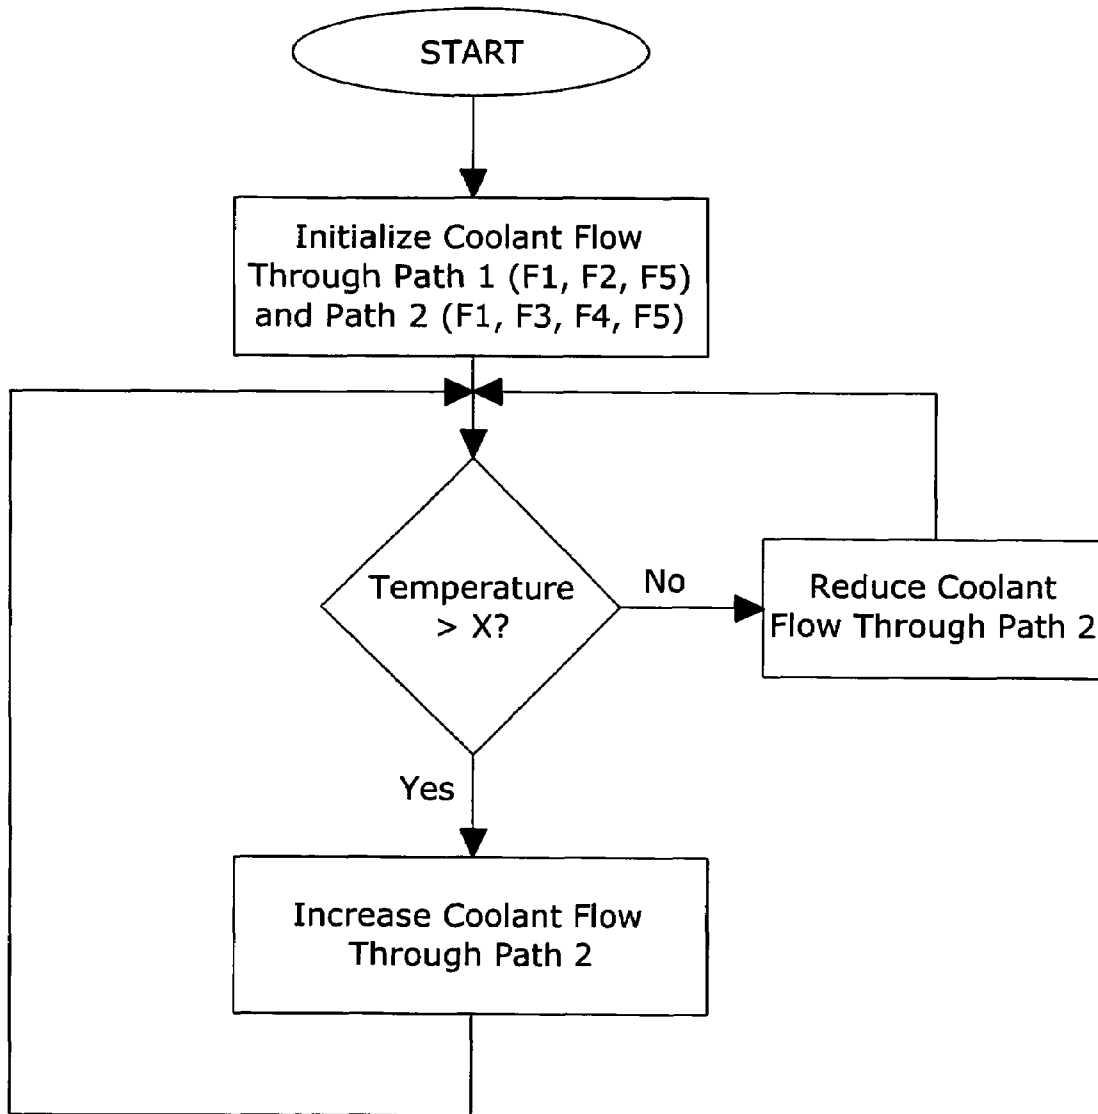 START
Initialize Coolant Flow
Through Path 1 (F1, F2, F5)
and Path 2 (F1, F3, F4, F5)
Temperature
> X?
No
Reduce Coolant
Flow Through Path 2
Yes
Increase Coolant Flow
Through Path 2